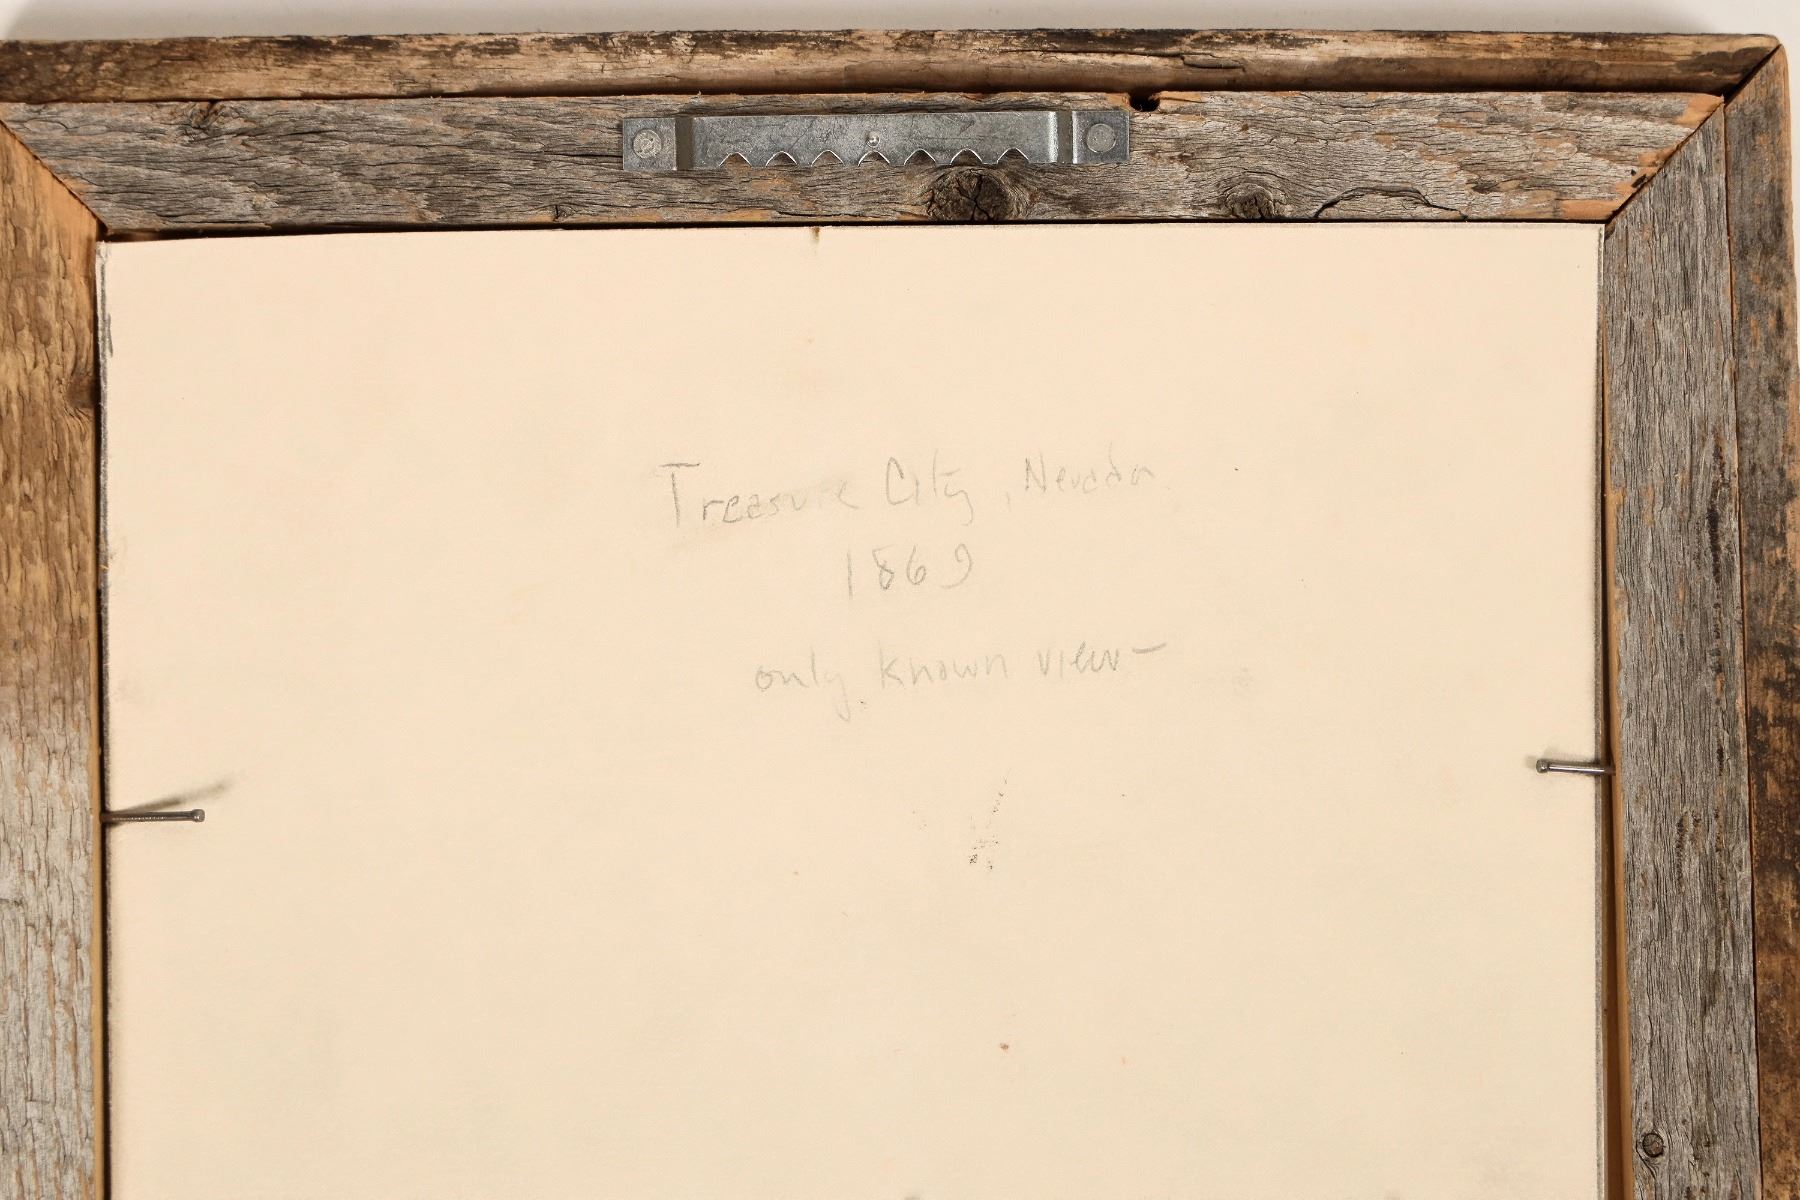 Treasure City, Nevada
1869
only known view-